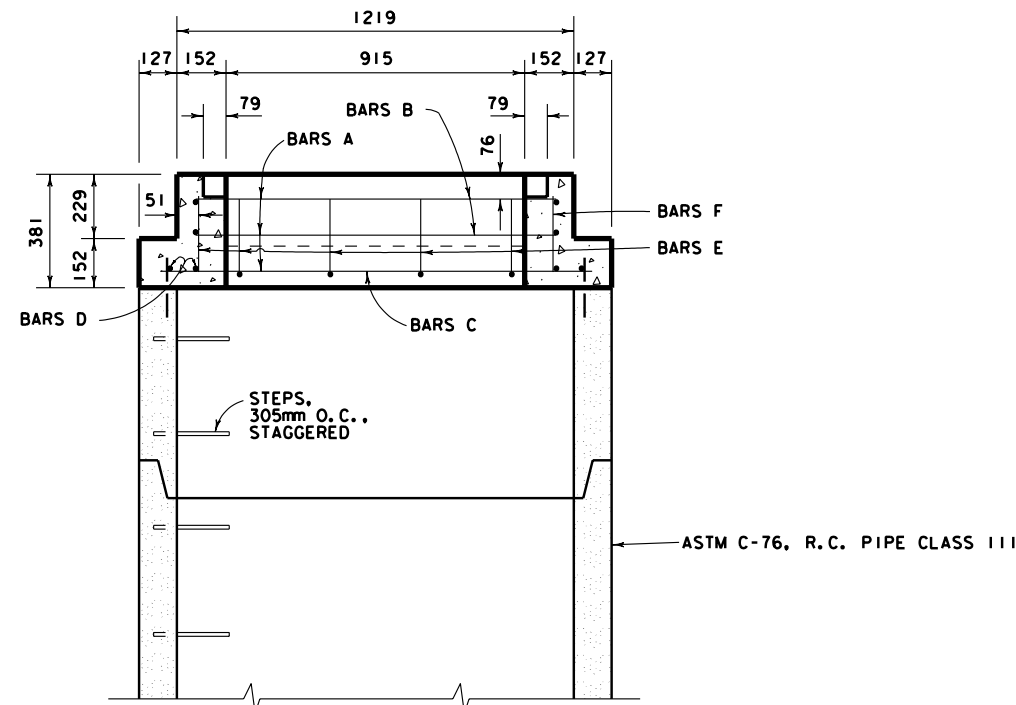 1219
127 152 915 152 127
79 BARS B 79
BARS A 76
51
229
381
152
BARS F
BARS E
BARS D
BARS C
STEPS,
305mm O.C.,
STAGGERED
ASTM C-76, R.C. PIPE CLASS III